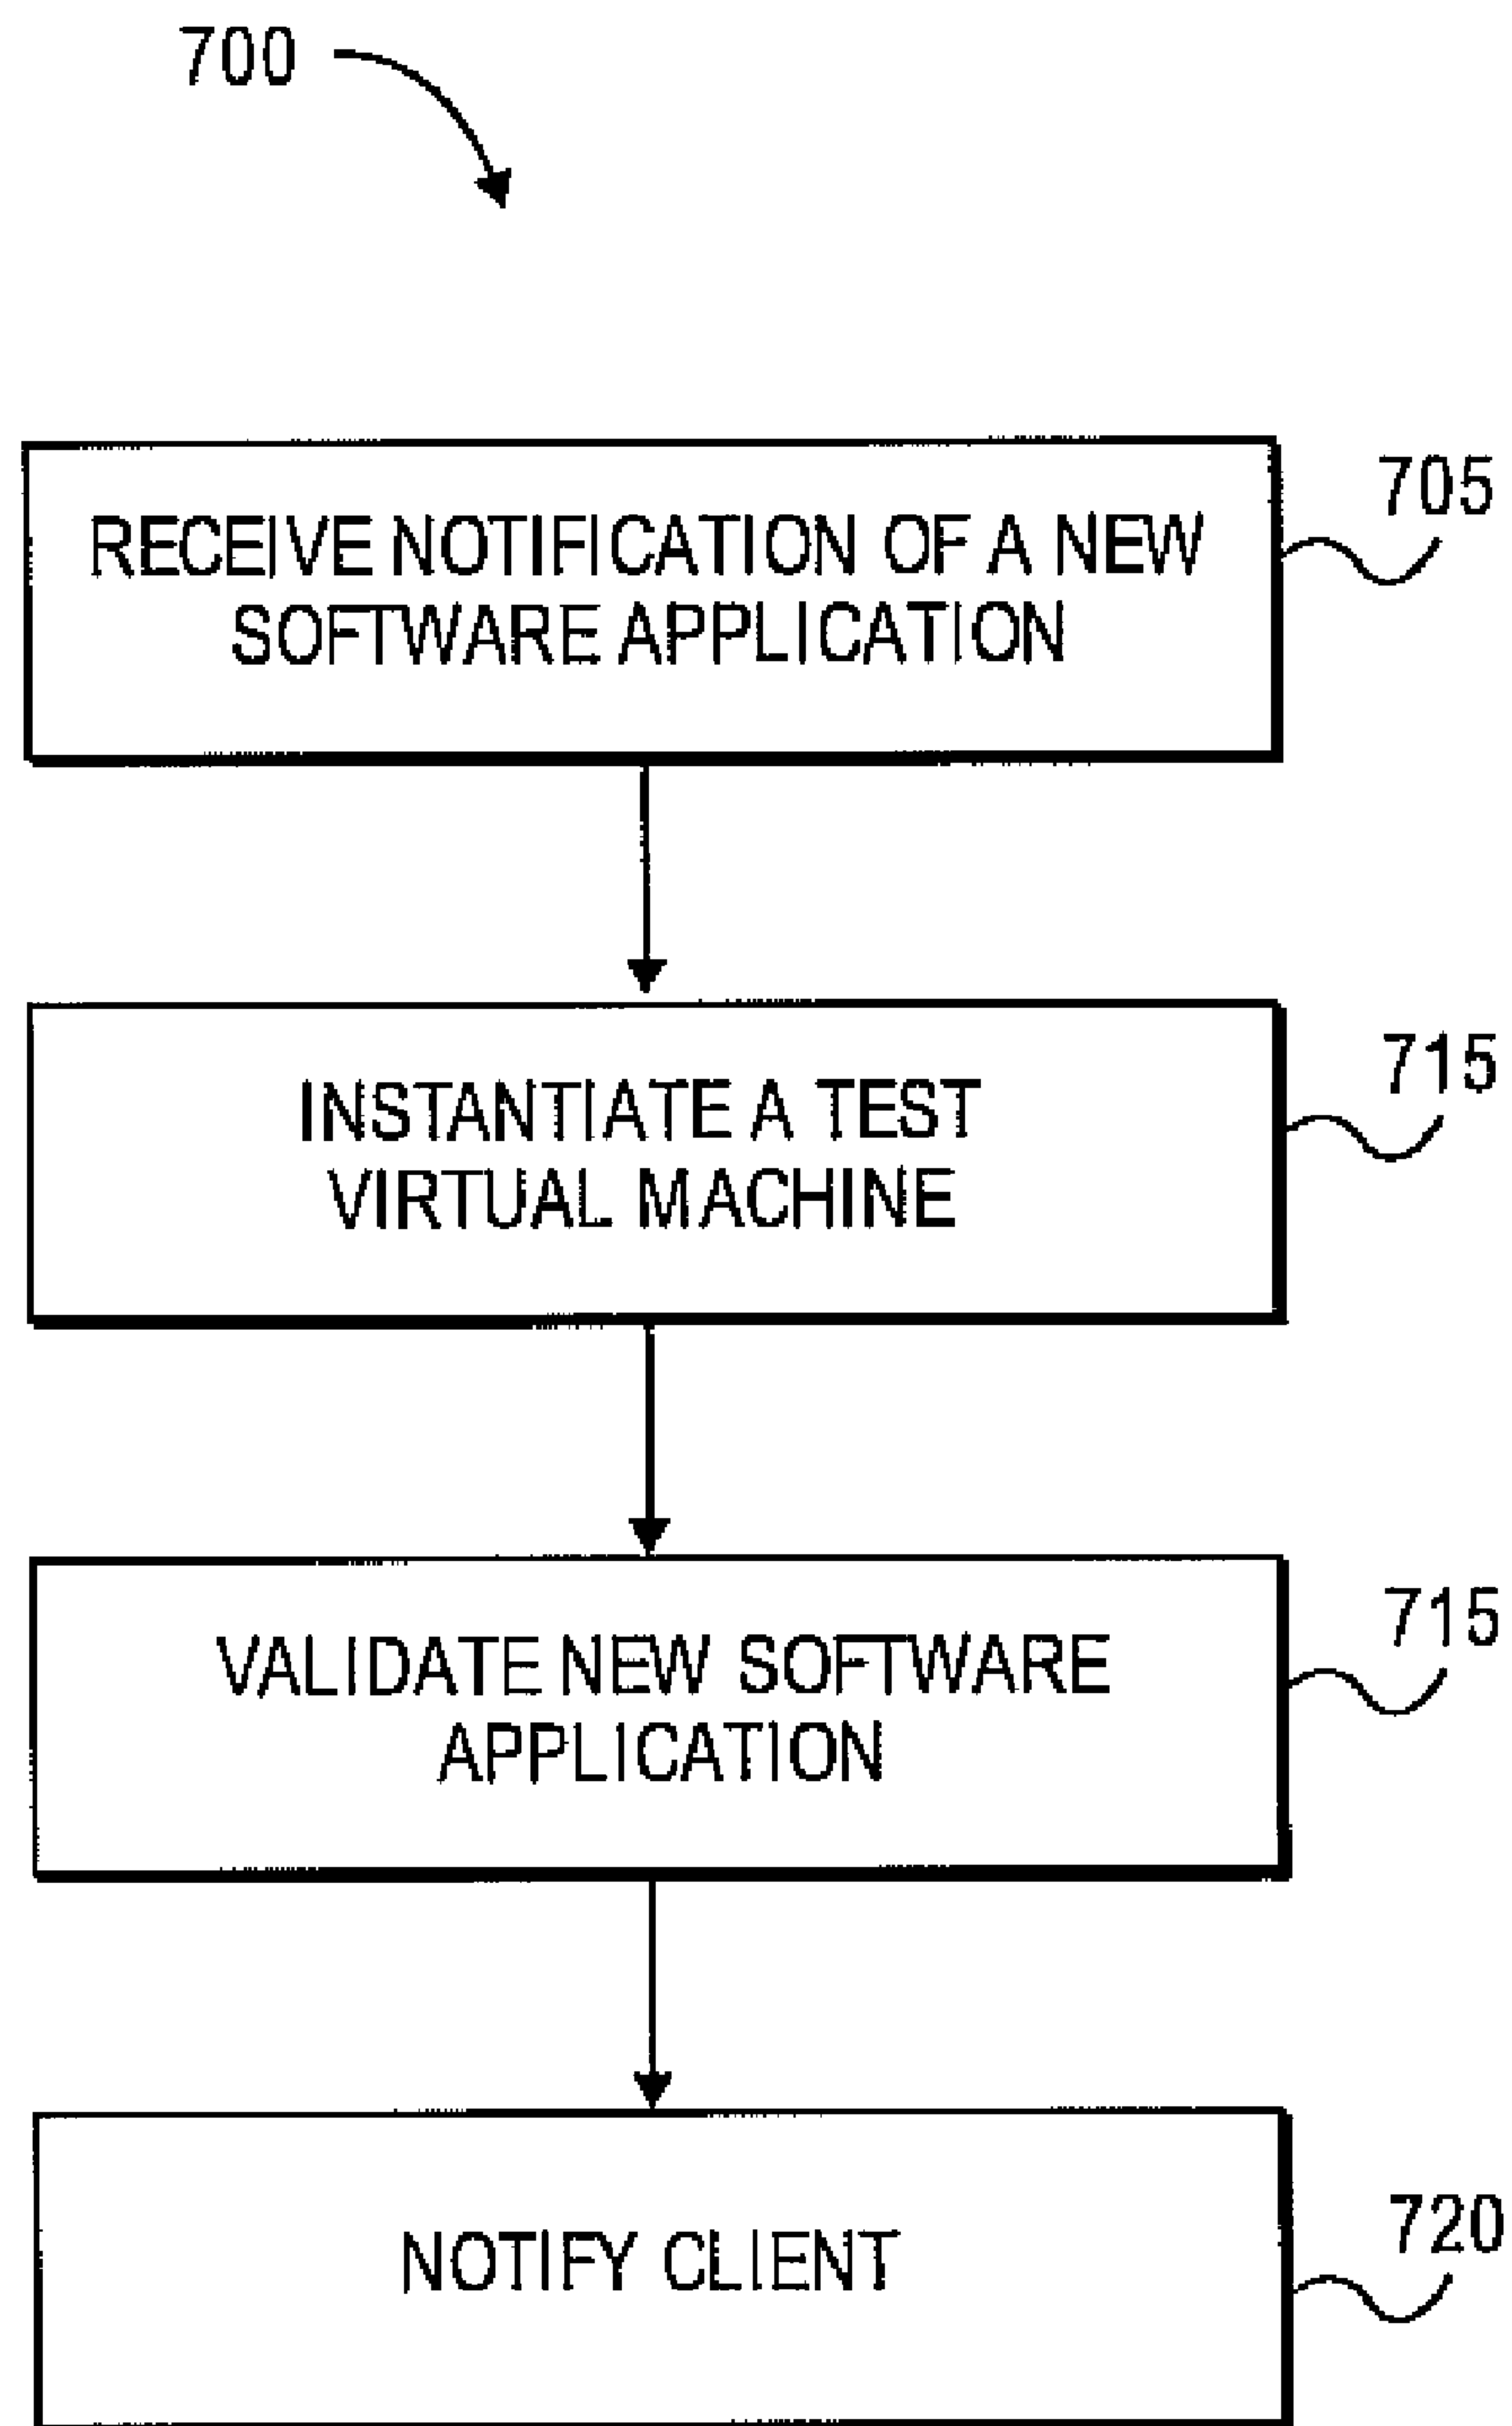 700
RECEIVE NOTIFICATION OF A NEW
SOFTWARE APPLICATION
705
INSTANTIATE A TEST
VIRTUAL MACHINE
715
VALIDATE NEW SOFTWARE
APPLICATION
715
NOTIFY CLIENT
720